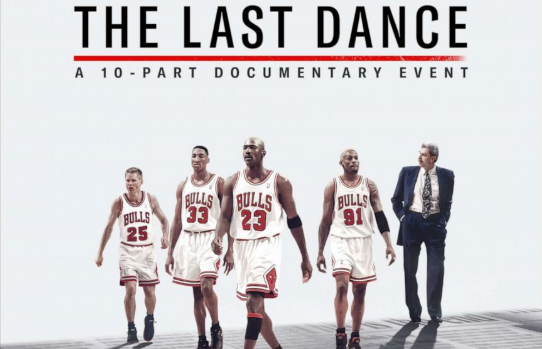 THE LAST DANCE
A 10-PART DOCUMENTARY EVENT
BULLS
25
BULLS
33
BULLS
23
BULLS
91